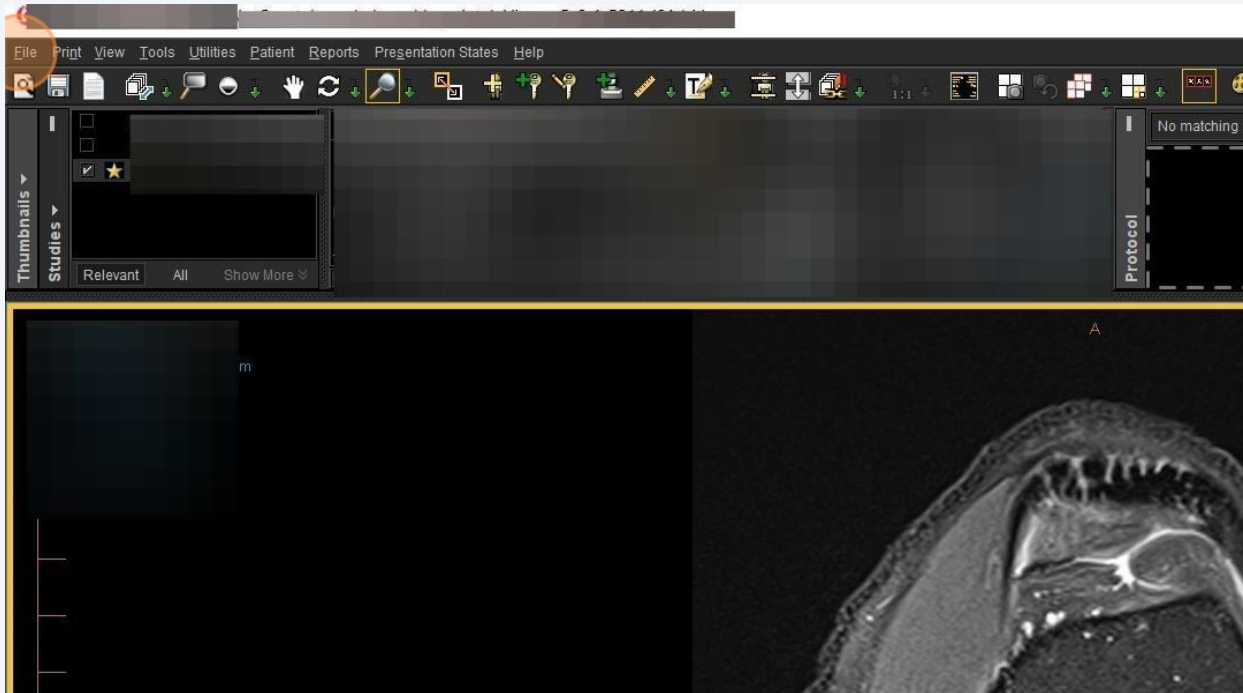 File Print View Tools Utilities Patient Reports Presentation States Help
1:1
Thumbnails
Studies
Relevant All Show More
Protocol
No matching
A
m